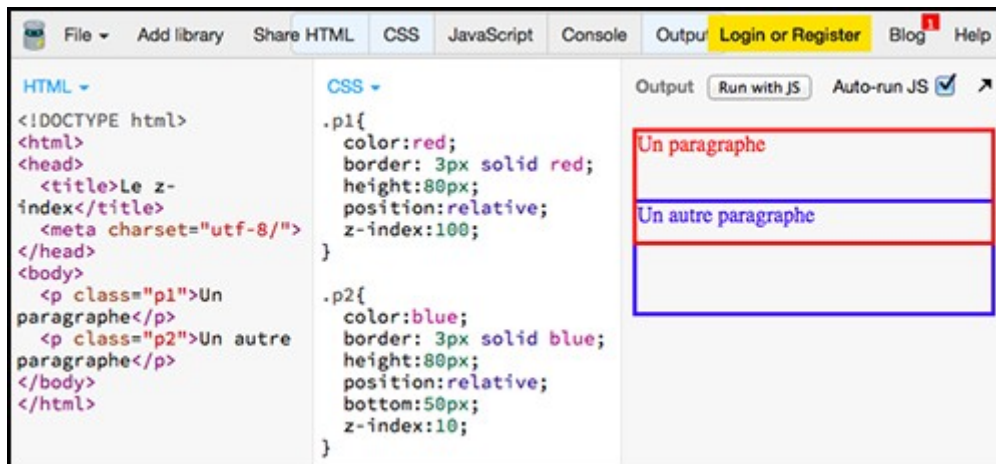 File Add library Share HTML CSS JavaScript Console Output Login or Register Blog 1 Help
HTML
<!DOCTYPE html>
<html>
<head>
<title>Le z-
index</title>
<meta charset="utf-8/">
</head>
<body>
<p class="p1">Un
paragraphe</p>
<p class="p2">Un autre
paragraphe</p>
</body>
</html>
CSS
.p1{
color:red;
border: 3px solid red;
height:80px;
position:relative;
z-index:100;
}
.p2{
color:blue;
border: 3px solid blue;
height:80px;
position:relative;
bottom:50px;
z-index:10;
}
Output Run with JS Auto-run JS
Un paragraphe
Un autre paragraphe